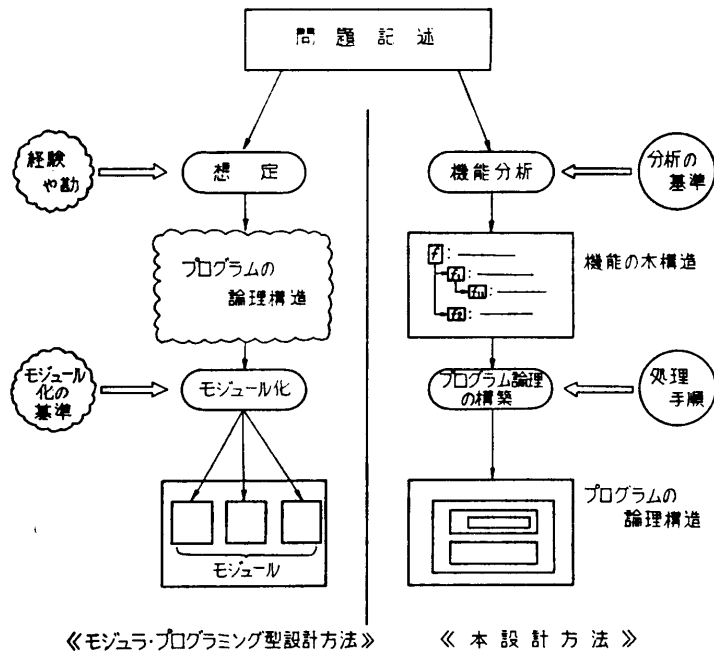 問題記述
経験
や勘
想定
プログラムの
論理構造
モジュール
化の
基準
モジュール化
モジュール
≪モジュラ・プログラミング型設計方法≫
機能分析
分析の
基準
f:
f₁:
f₁₁:
f₂:
機能の木構造
プログラム論理
の構築
処理
手順
プログラムの
論理構造
≪本設計方法≫